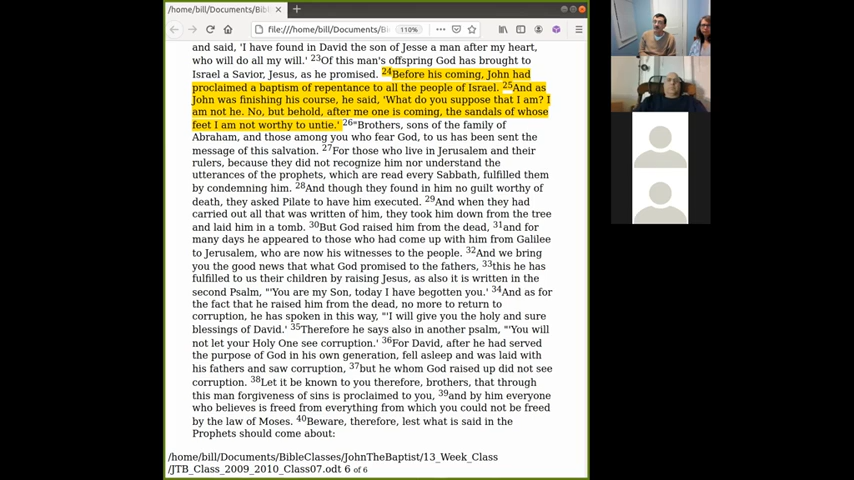 /home/bill/Documents/Bib
file:///home/bill/Documents/Bi
110%
and said, 'I have found in David the son of Jesse a man after my heart,
who will do all my will.' 23Of this man's offspring God has brought to
Israel a Savior, Jesus, as he promised. 24Before his coming, John had
proclaimed a baptism of repentance to all the people of Israel. 25And as
John was finishing his course, he said, 'What do you suppose that I am? I
am not he. No, but behold, after me one is coming, the sandals of whose
feet I am not worthy to untie.' 26"Brothers, sons of the family of
Abraham, and those among you who fear God, to us has been sent the
message of this salvation. 27For those who live in Jerusalem and their
rulers, because they did not recognize him nor understand the
utterances of the prophets, which are read every Sabbath, fulfilled them
by condemning him. 28And though they found in him no guilt worthy of
death, they asked Pilate to have him executed. 29And when they had
carried out all that was written of him, they took him down from the tree
and laid him in a tomb. 30But God raised him from the dead, 31and for
many days he appeared to those who had come up with him from Galilee
to Jerusalem, who are now his witnesses to the people. 32And we bring
you the good news that what God promised to the fathers, 33this he has
fulfilled to us their children by raising Jesus, as also it is written in the
second Psalm, "'You are my Son, today I have begotten you.' 34And as for
the fact that he raised him from the dead, no more to return to
corruption, he has spoken in this way, "'I will give you the holy and sure
blessings of David.' 35Therefore he says also in another psalm, "'You will
not let your Holy One see corruption.' 36For David, after he had served
the purpose of God in his own generation, fell asleep and was laid with
his fathers and saw corruption, 37but he whom God raised up did not see
corruption. 38Let it be known to you therefore, brothers, that through
this man forgiveness of sins is proclaimed to you, 39and by him everyone
who believes is freed from everything from which you could not be freed
by the law of Moses. 40Beware, therefore, lest what is said in the
Prophets should come about:
/home/bill/Documents/BibleClasses/JohnTheBaptist/13_Week_Class
/JTB_Class_2009_2010_Class07.odt 6 of 6